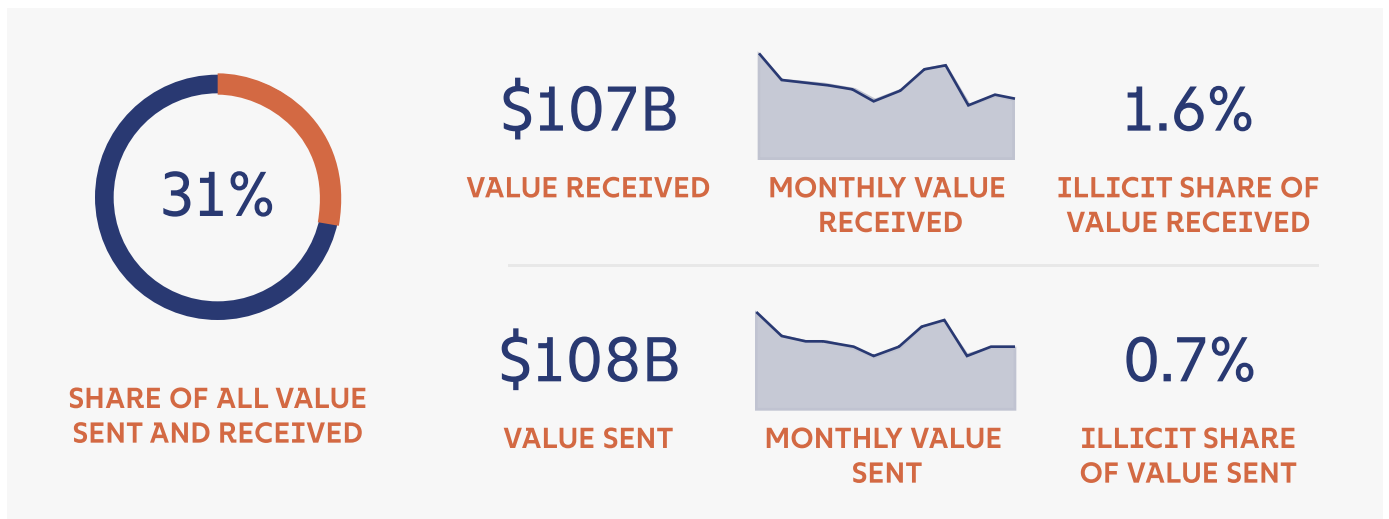 31%
SHARE OF ALL VALUE
SENT AND RECEIVED
$107B
VALUE RECEIVED
MONTHLY VALUE
RECEIVED
1.6%
ILLICIT SHARE OF
VALUE RECEIVED
$108B
VALUE SENT
MONTHLY VALUE
SENT
0.7%
ILLICIT SHARE
OF VALUE SENT